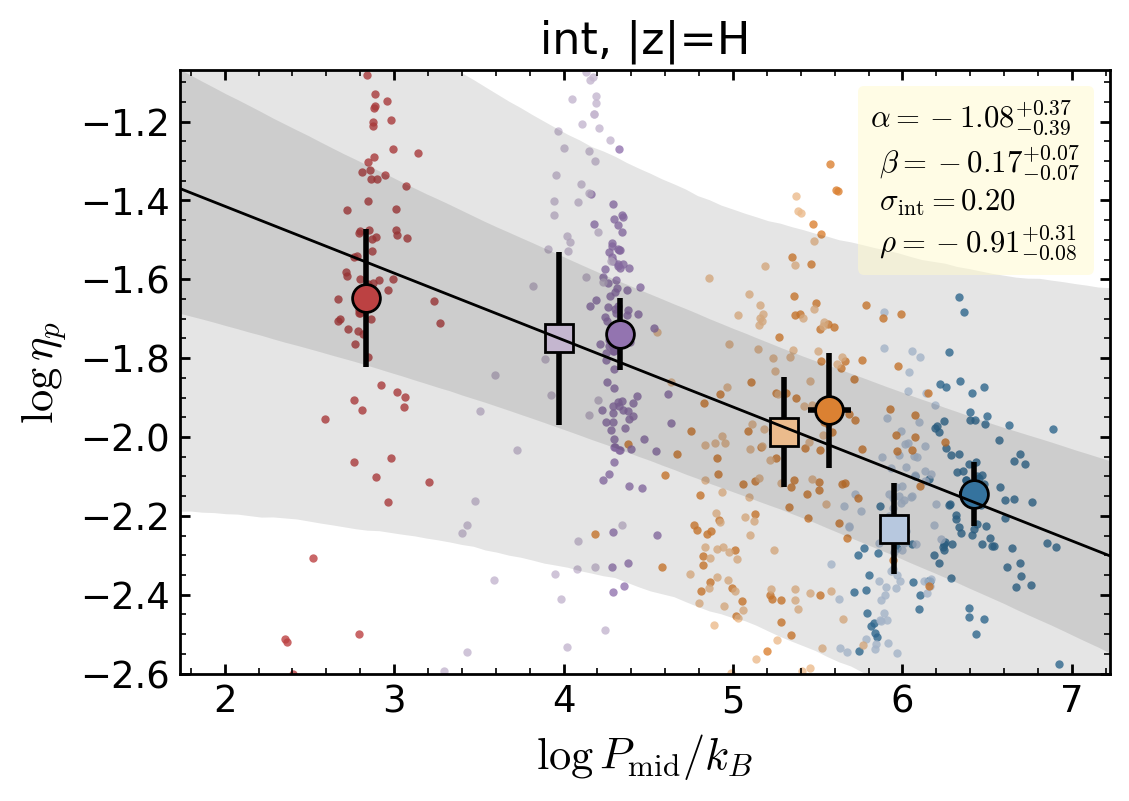 int, |z|=H
α = −1.08 +0.37 −0.39
β = −0.17 +0.07 −0.07
σ_int = 0.20
ρ = −0.91 +0.31 −0.08
log η_p
−1.2
−1.4
−1.6
−1.8
−2.0
−2.2
−2.4
−2.6
2 3 4 5 6 7
log P_mid/k_B